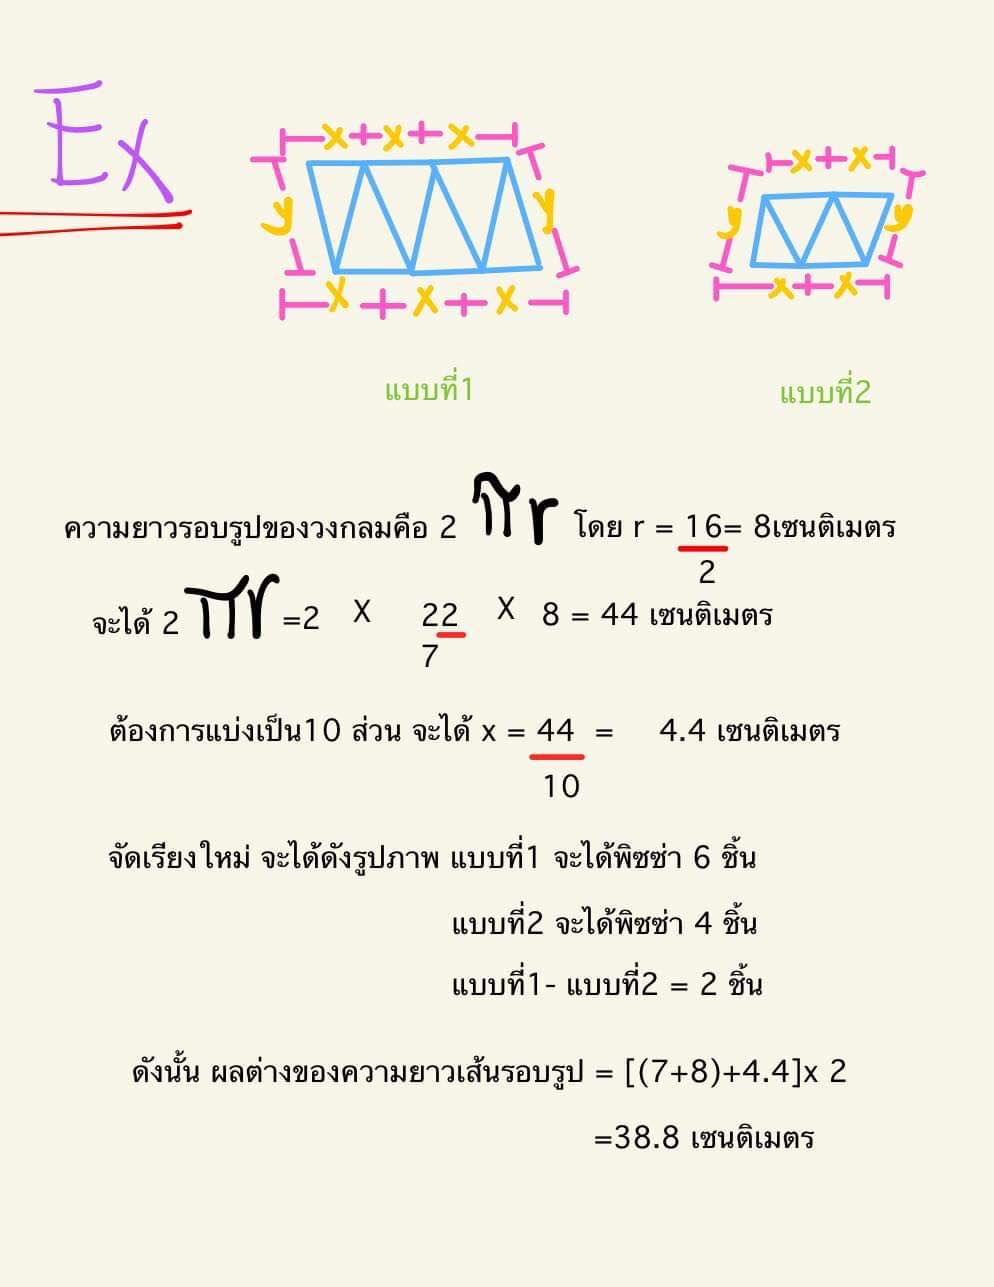 Ex
x + x + x
y
y
x + x + x
x + x
y
y
x + x
แบบที่1
แบบที่2
ความยาวรอบรูปของวงกลมคือ 2 πr โดย r = 16= 8เซนติเมตร
2
จะได้ 2 πr =2 X 22 X 8 = 44 เซนติเมตร
7
ต้องการแบ่งเป็น10 ส่วน จะได้ x = 44 = 4.4 เซนติเมตร
10
จัดเรียงใหม่ จะได้ดังรูปภาพ แบบที่1 จะได้พิซซ่า 6 ชิ้น
แบบที่2 จะได้พิซซ่า 4 ชิ้น
แบบที่1- แบบที่2 = 2 ชิ้น
ดังนั้น ผลต่างของความยาวเส้นรอบรูป = [(7+8)+4.4]x 2
=38.8 เซนติเมตร